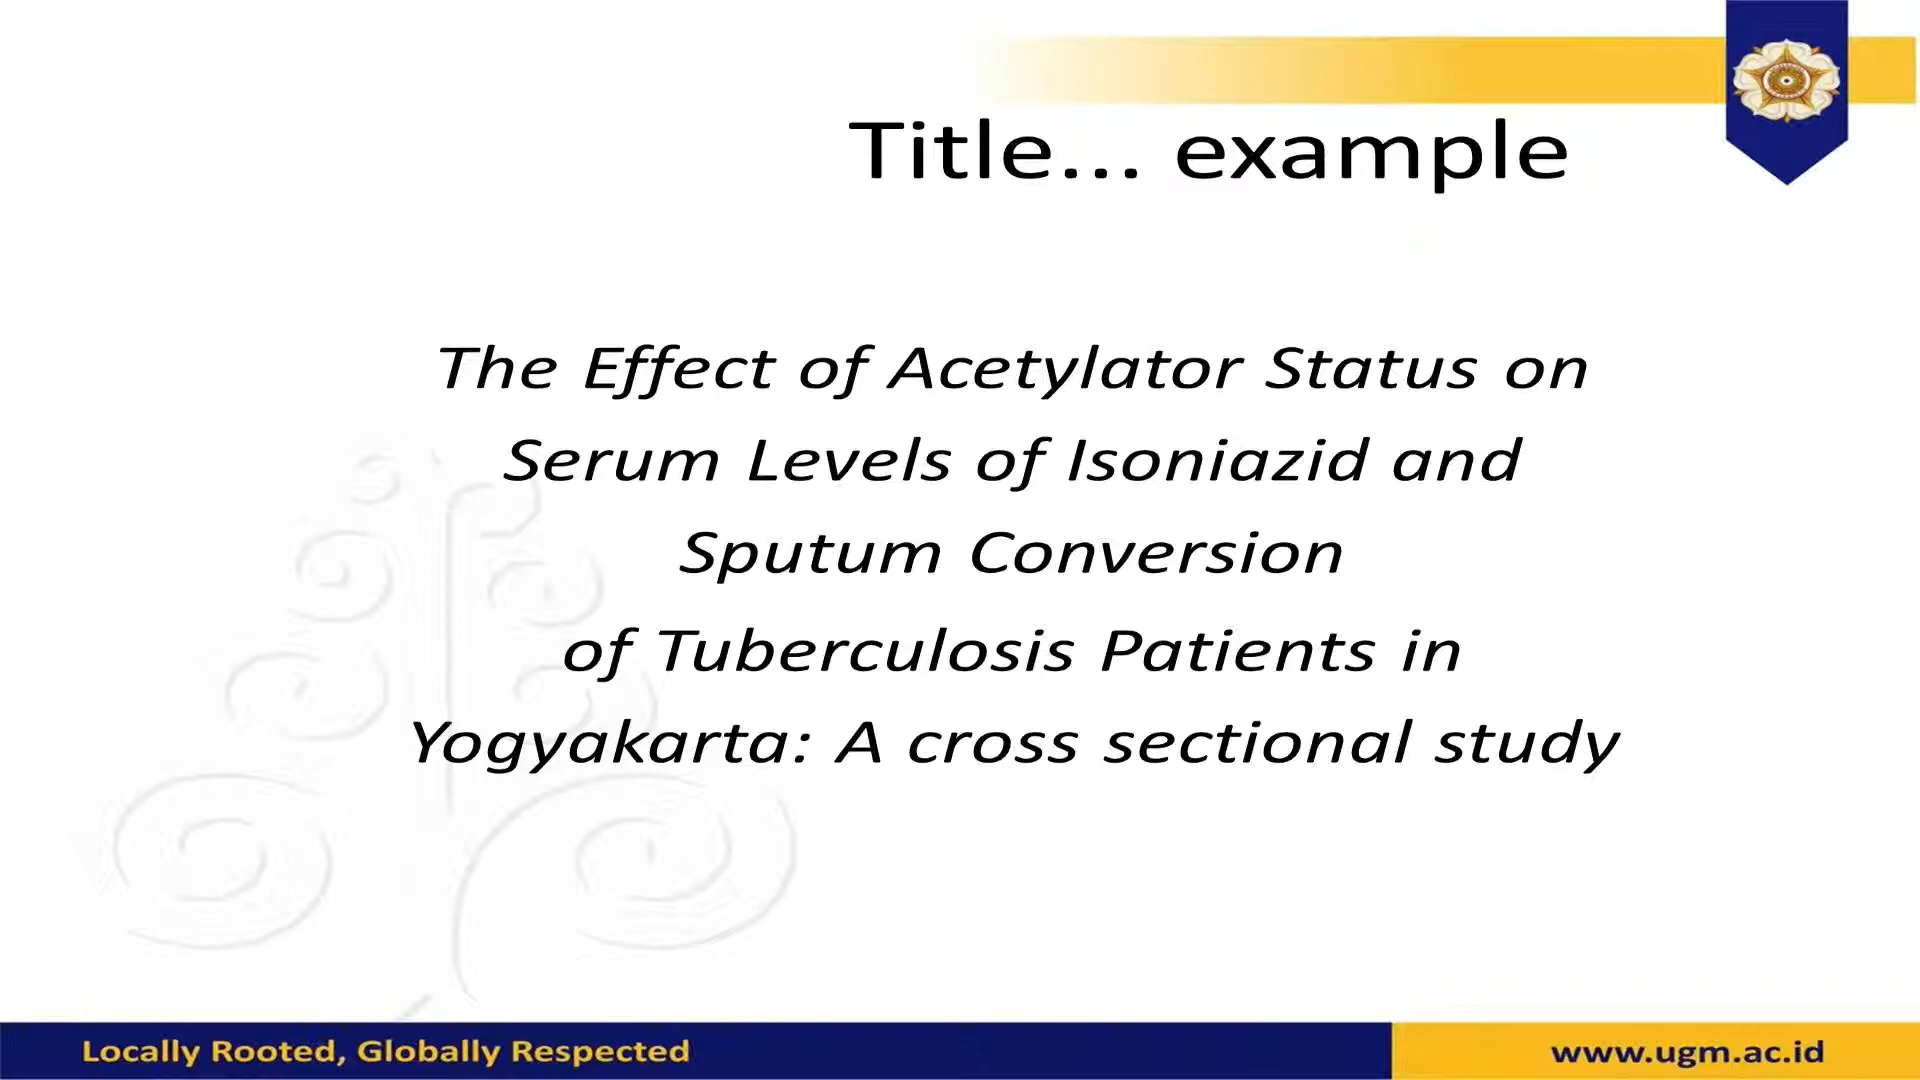 Title... example
The Effect of Acetylator Status on
Serum Levels of Isoniazid and
Sputum Conversion
of Tuberculosis Patients in
Yogyakarta: A cross sectional study
Locally Rooted, Globally Respected
www.ugm.ac.id